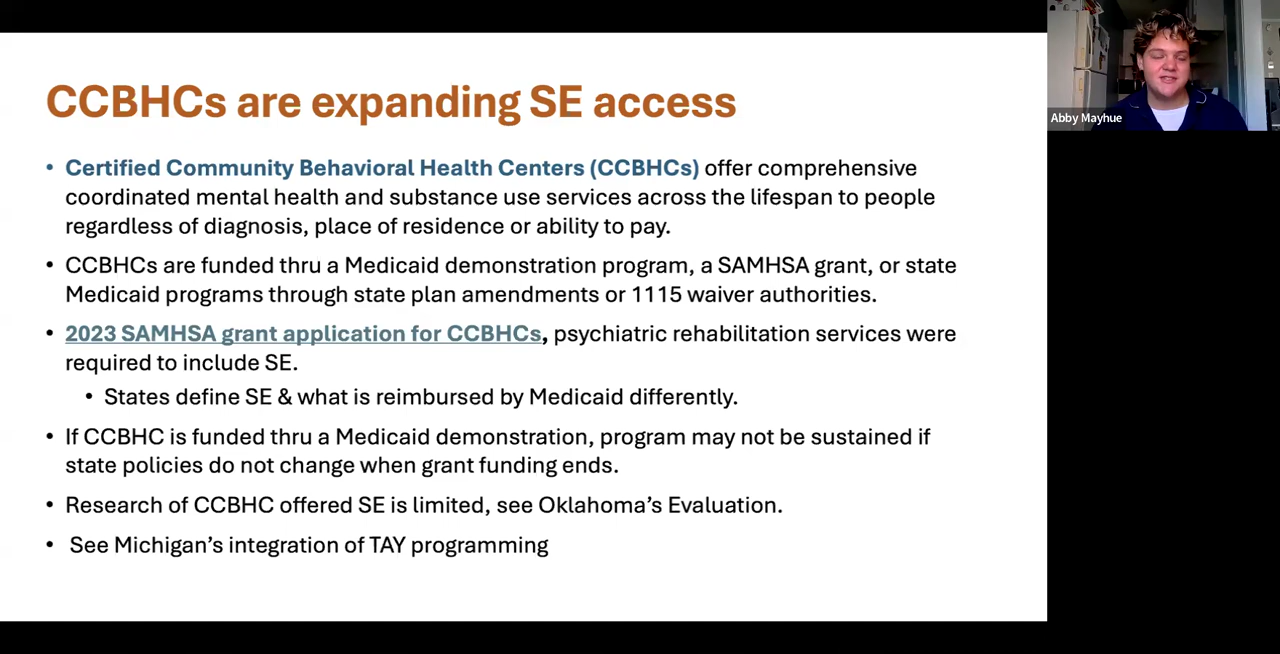 CCBHCs are expanding SE access
• Certified Community Behavioral Health Centers (CCBHCs) offer comprehensive
coordinated mental health and substance use services across the lifespan to people
regardless of diagnosis, place of residence or ability to pay.
• CCBHCs are funded thru a Medicaid demonstration program, a SAMHSA grant, or state
Medicaid programs through state plan amendments or 1115 waiver authorities.
• 2023 SAMHSA grant application for CCBHCs, psychiatric rehabilitation services were
required to include SE.
• States define SE & what is reimbursed by Medicaid differently.
• If CCBHC is funded thru a Medicaid demonstration, program may not be sustained if
state policies do not change when grant funding ends.
• Research of CCBHC offered SE is limited, see Oklahoma's Evaluation.
• See Michigan's integration of TAY programming
Abby Mayhue